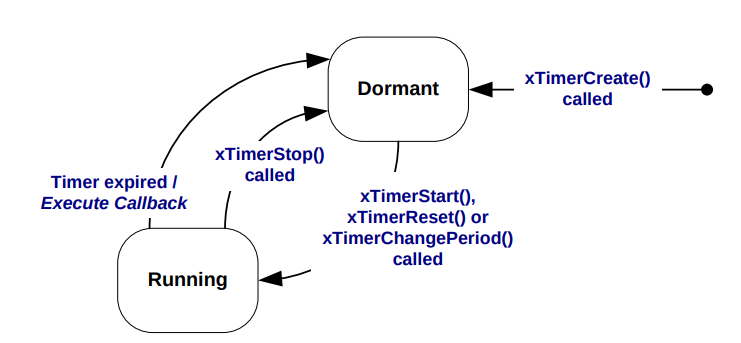 Dormant
xTimerCreate()
called
xTimerStop()
called
Timer expired /
Execute Callback
xTimerStart(),
xTimerReset() or
xTimerChangePeriod()
called
Running